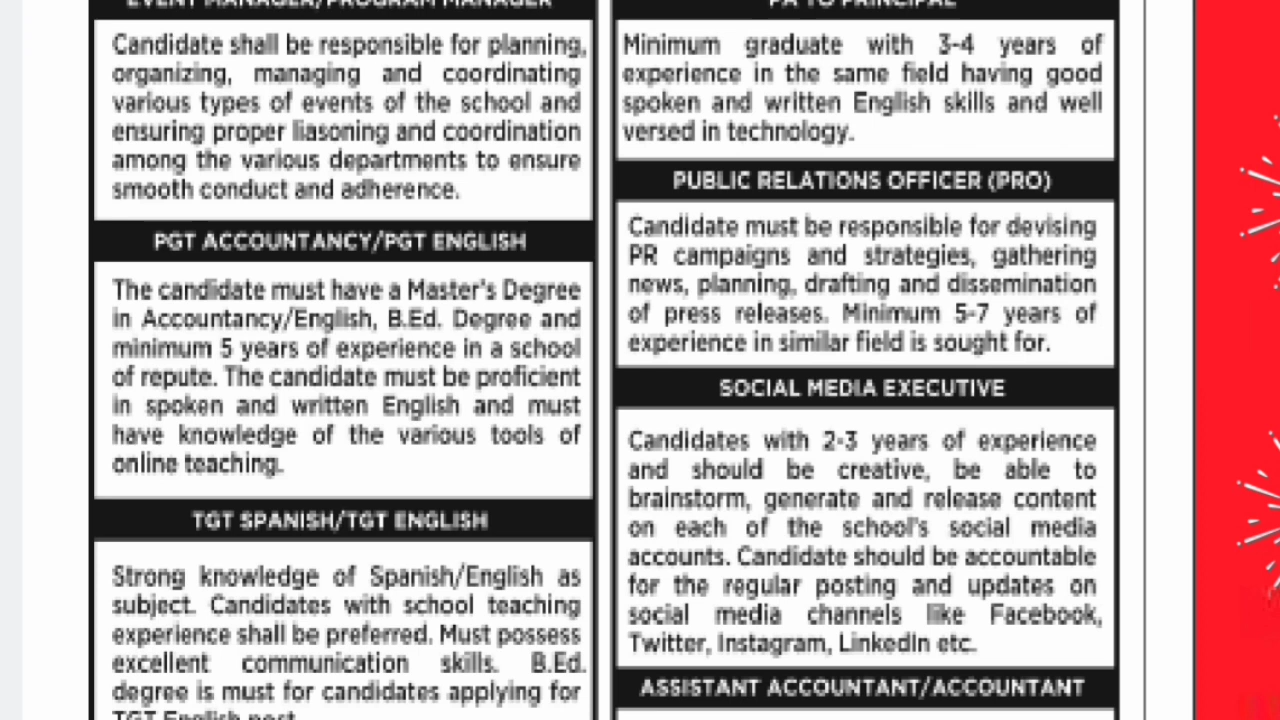 EVENT MANAGER/PROGRAM MANAGER
Candidate shall be responsible for planning,
organizing, managing and coordinating
various types of events of the school and
ensuring proper liasoning and coordination
among the various departments to ensure
smooth conduct and adherence.
PGT ACCOUNTANCY/PGT ENGLISH
The candidate must have a Master's Degree
in Accountancy/English, B.Ed. Degree and
minimum 5 years of experience in a school
of repute. The candidate must be proficient
in spoken and written English and must
have knowledge of the various tools of
online teaching.
TGT SPANISH/TGT ENGLISH
Strong knowledge of Spanish/English as
subject. Candidates with school teaching
experience shall be preferred. Must possess
excellent communication skills. B.Ed.
degree is must for candidates applying for
TGT English post.
PA TO PRINCIPAL
Minimum graduate with 3-4 years of
experience in the same field having good
spoken and written English skills and well
versed in technology.
PUBLIC RELATIONS OFFICER (PRO)
Candidate must be responsible for devising
PR campaigns and strategies, gathering
news, planning, drafting and dissemination
of press releases. Minimum 5-7 years of
experience in similar field is sought for.
SOCIAL MEDIA EXECUTIVE
Candidates with 2-3 years of experience
and should be creative, be able to
brainstorm, generate and release content
on each of the school's social media
accounts. Candidate should be accountable
for the regular posting and updates on
social media channels like Facebook,
Twitter, Instagram, LinkedIn etc.
ASSISTANT ACCOUNTANT/ACCOUNTANT